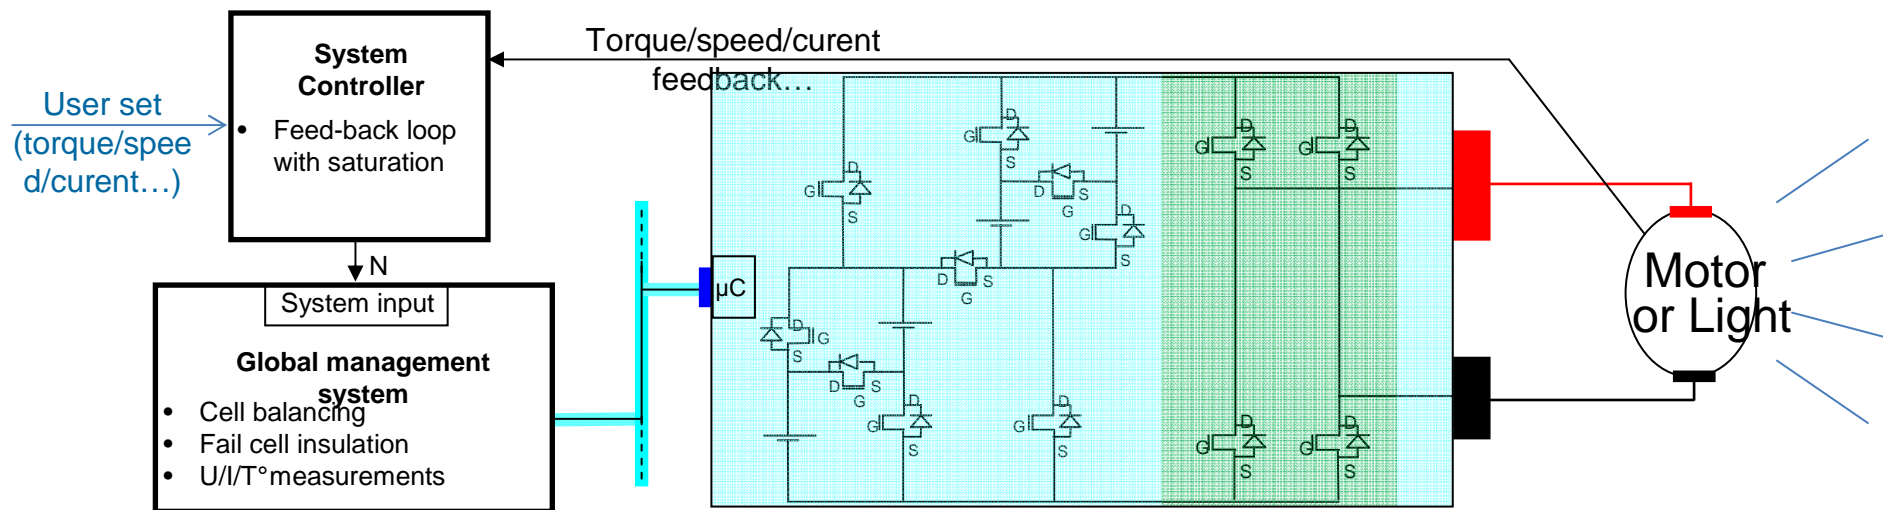 System
Controller
• Feed-back loop
with saturation
User set
(torque/spee
d/curent…)
Torque/speed/curent
feedback…
N
System input
Global management
system
• Cell balancing
• Fail cell insulation
• U/I/T°measurements
µC
D
G
S
D
G
S
D
S
G
D
G
S
D
S
G
D
G
S
D
S
G
D
G
S
D
G
S
D
G
S
D
G
S
D
G
S
D
G
S
Motor
or Light